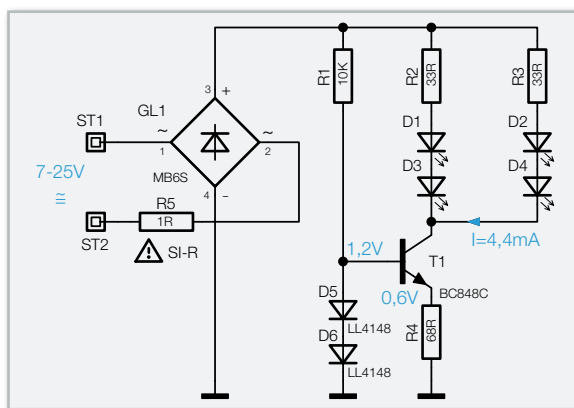 R1
10K
R2
33R
R3
33R
3
+
GL1
ST1
~
1
~
2
D1
D2
7-25V
≅
MB6S
D3
D4
4
–
R5
1R
ST2
SI-R
I=4,4mA
1,2V
T1
D5
0,6V
BC848C
LL4148
R4
68R
D6
LL4148